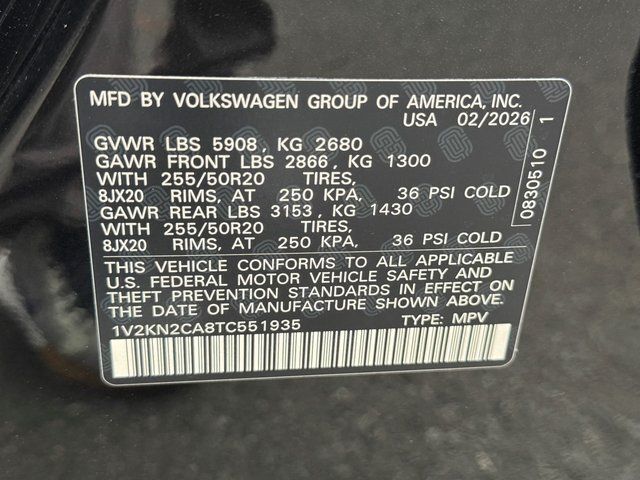 MFD BY VOLKSWAGEN GROUP OF AMERICA, INC.
USA 02/2026
GVWR LBS 5908, KG 2680
GAWR FRONT LBS 2866, KG 1300
WITH 255/50R20 TIRES,
8JX20 RIMS, AT 250 KPA, 36 PSI COLD
GAWR REAR LBS 3153, KG 1430
WITH 255/50R20 TIRES,
8JX20 RIMS, AT 250 KPA, 36 PSI COLD
THIS VEHICLE CONFORMS TO ALL APPLICABLE
U.S. FEDERAL MOTOR VEHICLE SAFETY AND
THEFT PREVENTION STANDARDS IN EFFECT ON
THE DATE OF MANUFACTURE SHOWN ABOVE.
1V2KN2CA8TC551935 TYPE: MPV
0830510 1